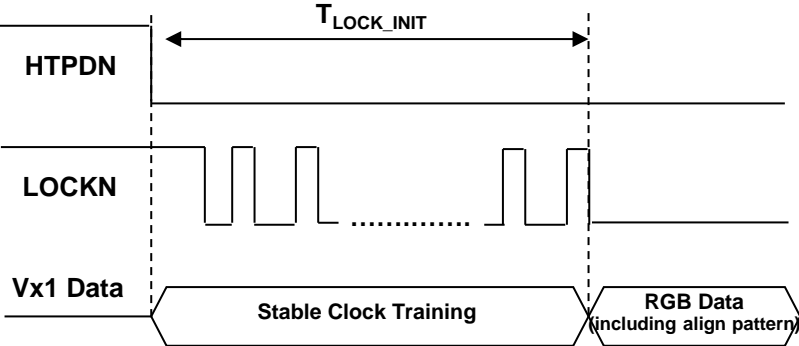 TLOCK_INIT
HTPDN
LOCKN
Vx1 Data
Stable Clock Training
RGB Data
(including align pattern)